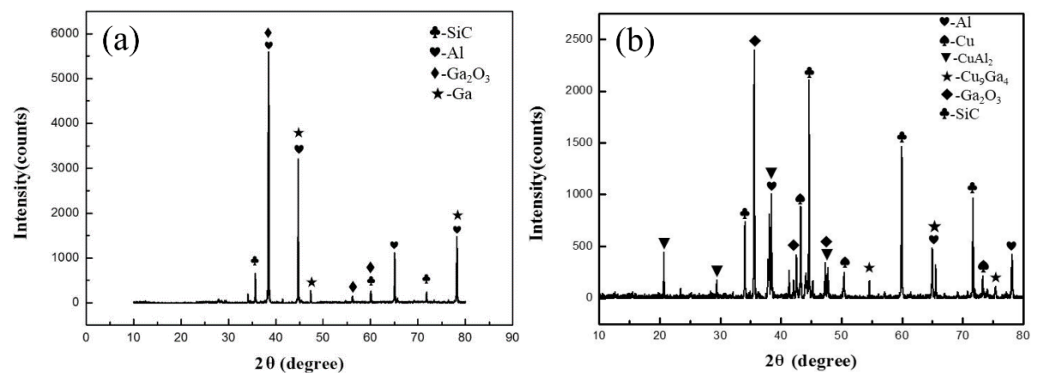 (a)
♣-SiC
♥-Al
♦-Ga₂O₃
★-Ga
6000
5000
4000
3000
2000
1000
0
Intensity(counts)
0 10 20 30 40 50 60 70 80 90
2θ (degree)
(b)
♥-Al
♠-Cu
▼-CuAl₂
★-Cu₉Ga₄
◆-Ga₂O₃
♣-SiC
2500
2000
1500
1000
500
0
Intensity(counts)
10 20 30 40 50 60 70 80
2θ (degree)